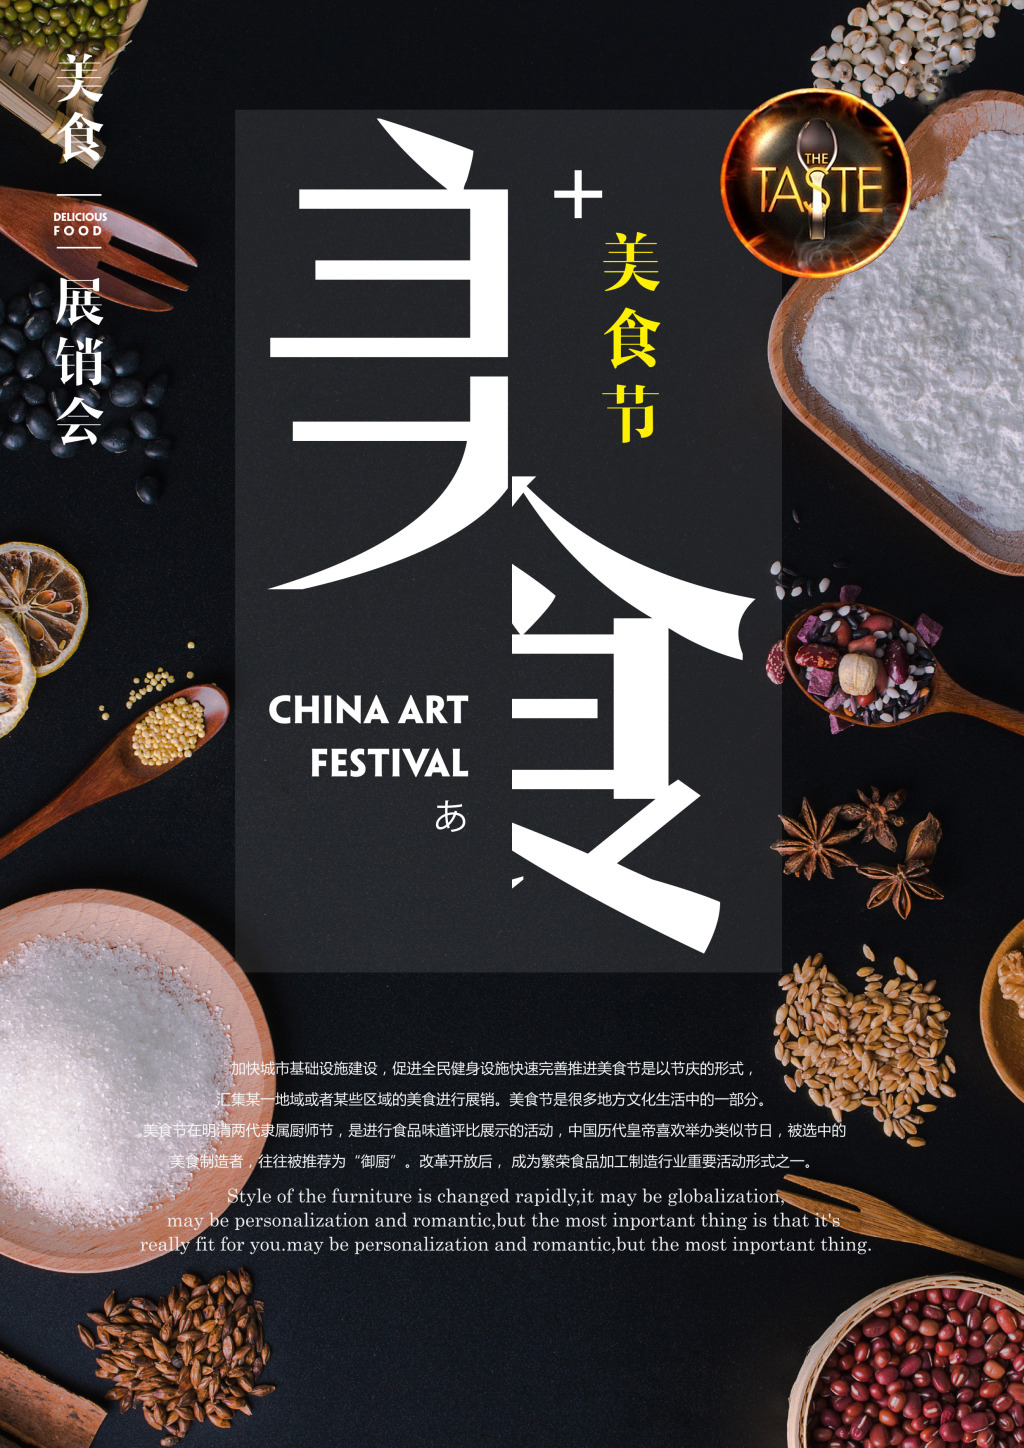 美食
DELICIOUS
FOOD
展销会
THE
TASTE
美食
+
美食节
CHINA ART
FESTIVAL
あ
加快城市基础设施建设，促进全民健身设施快速完善推进美食节是以节庆的形式，
汇集某一地域或者某些区域的美食进行展销。美食节是很多地方文化生活中的一部分。
美食节在明清两代隶属厨师节，是进行食品味道评比展示的活动，中国历代皇帝喜欢举办类似节日，被选中的
美食制造者，往往被推荐为“御厨”。改革开放后， 成为繁荣食品加工制造行业重要活动形式之一。
Style of the furniture is changed rapidly,it may be globalization,
may be personalization and romantic,but the most inportant thing is that it's
really fit for you.may be personalization and romantic,but the most inportant thing.